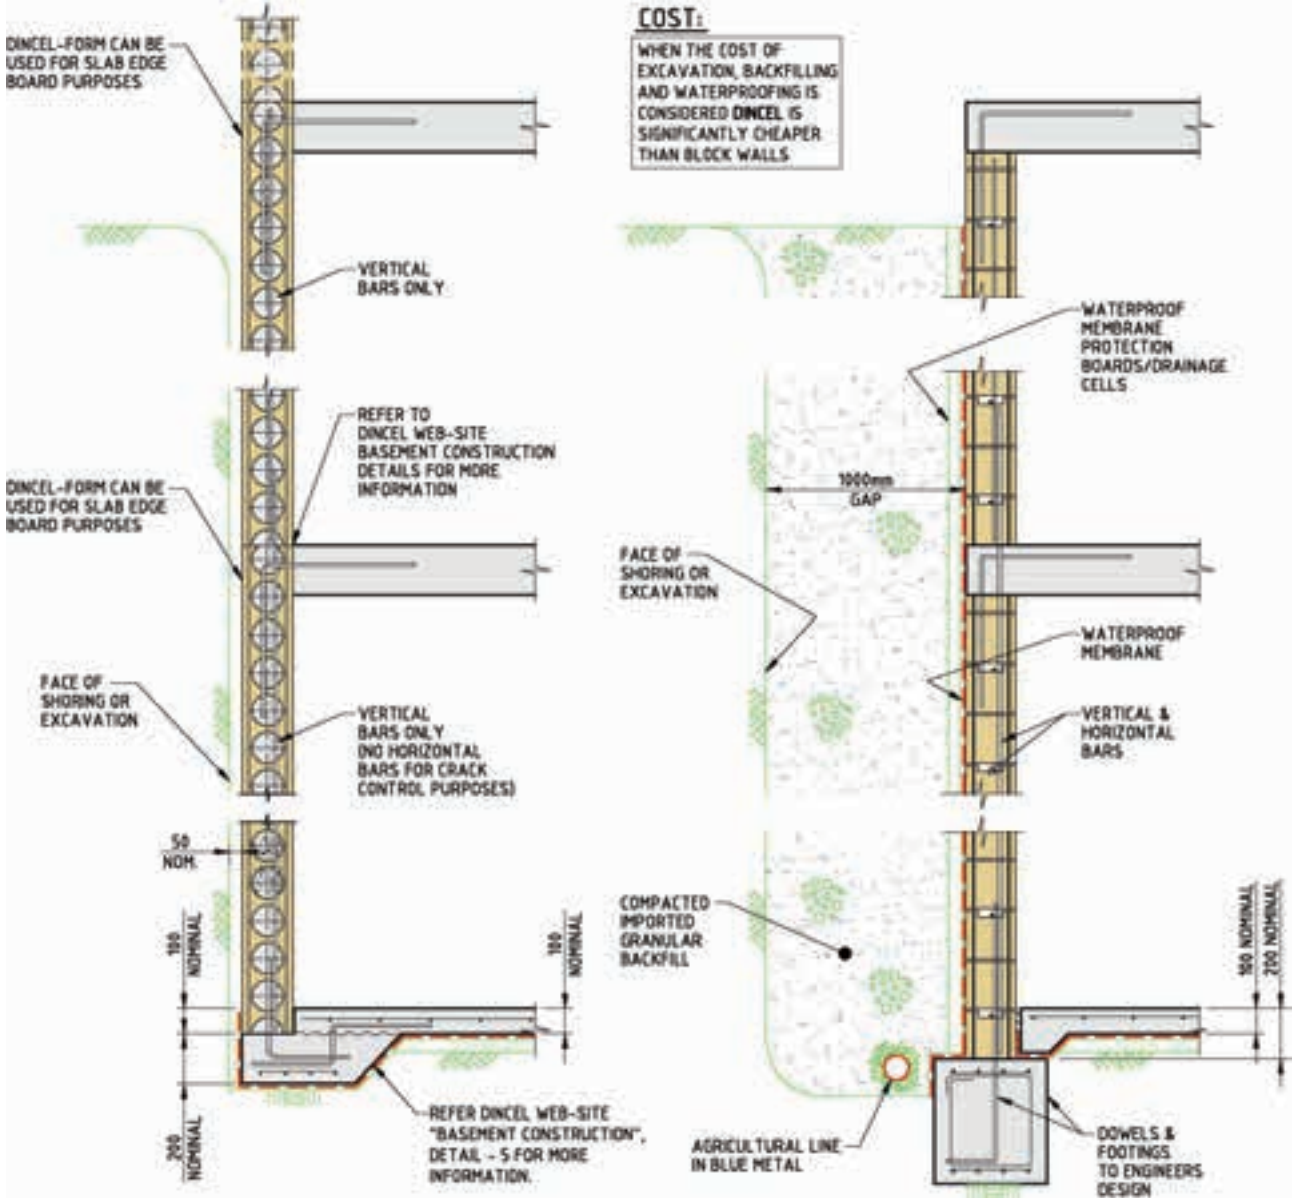 DINCEL-FORM CAN BE
USED FOR SLAB EDGE
BOARD PURPOSES
VERTICAL
BARS ONLY
REFER TO
DINCEL WEB-SITE
BASEMENT CONSTRUCTION
DETAILS FOR MORE
INFORMATION
DINCEL-FORM CAN BE
USED FOR SLAB EDGE
BOARD PURPOSES
FACE OF
SHORING OR
EXCAVATION
VERTICAL
BARS ONLY
(NO HORIZONTAL
BARS FOR CRACK
CONTROL PURPOSES)
50
NOM.
100
NOMINAL
100
NOMINAL
200
NOMINAL
REFER DINCEL WEB-SITE
"BASEMENT CONSTRUCTION",
DETAIL - 5 FOR MORE
INFORMATION.
COST:
WHEN THE COST OF
EXCAVATION, BACKFILLING
AND WATERPROOFING IS
CONSIDERED DINCEL IS
SIGNIFICANTLY CHEAPER
THAN BLOCK WALLS
WATERPROOF
MEMBRANE
PROTECTION
BOARDS/DRAINAGE
CELLS
1000mm
GAP
FACE OF
SHORING OR
EXCAVATION
WATERPROOF
MEMBRANE
VERTICAL &
HORIZONTAL
BARS
COMPACTED
IMPORTED
GRANULAR
BACKFILL
100 NOMINAL
200 NOMINAL
AGRICULTURAL LINE
IN BLUE METAL
DOWELS &
FOOTINGS
TO ENGINEERS
DESIGN